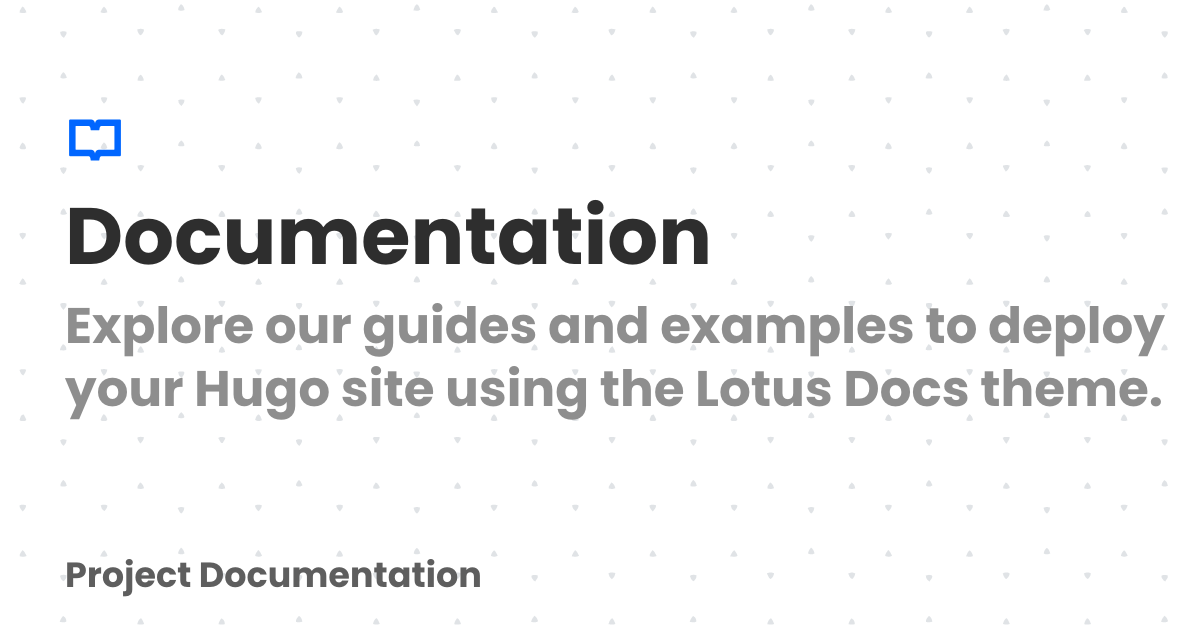 Documentation
Explore our guides and examples to deploy
your Hugo site using the Lotus Docs theme.
Project Documentation